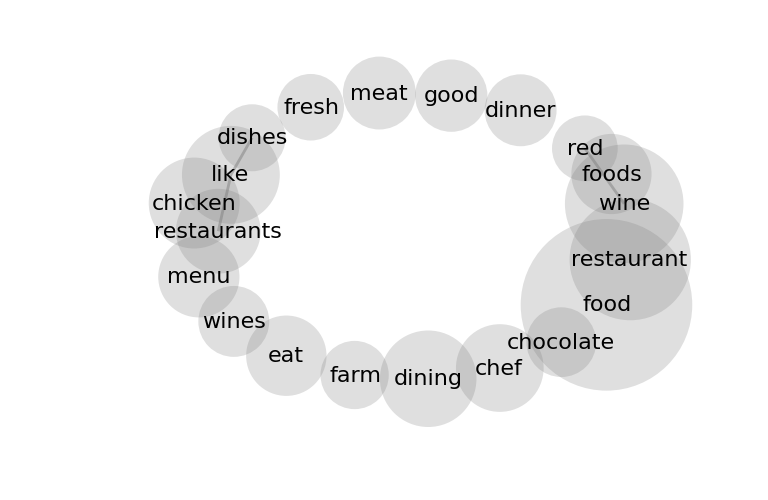 meat
good
fresh
dinner
dishes
red
like
foods
chicken
wine
restaurants
restaurant
menu
food
wines
chocolate
eat
chef
farm
dining